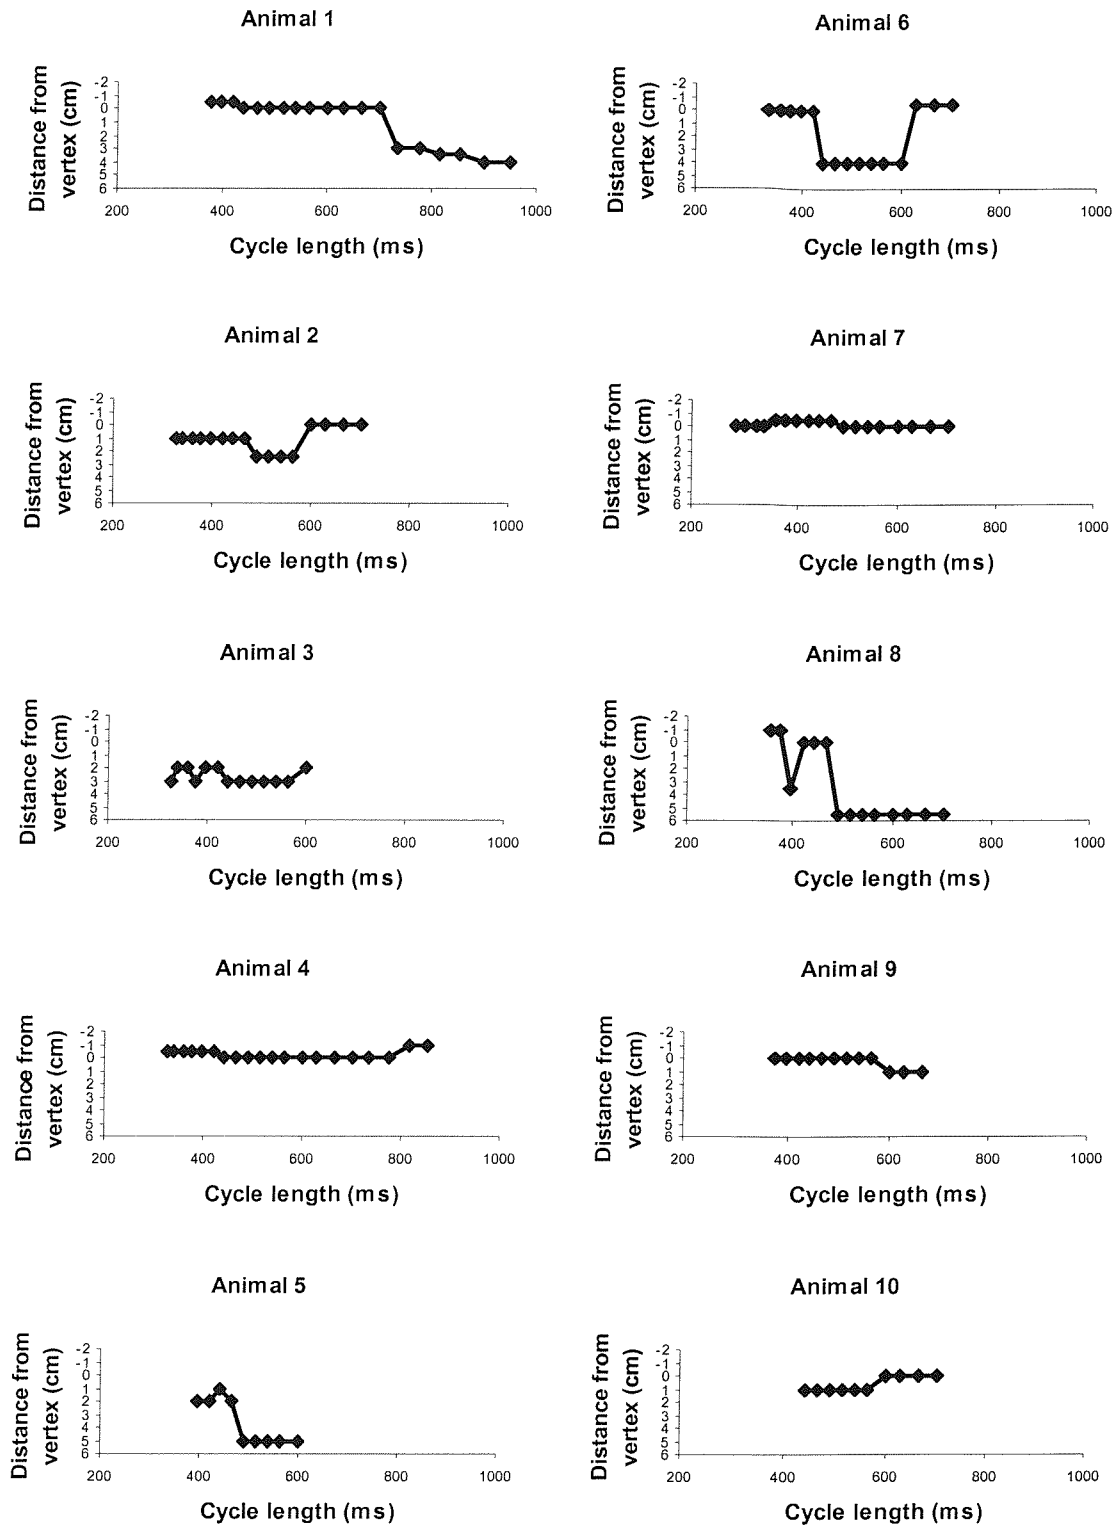 Animal 1
Distance from
vertex (cm)
-2
-1
0
1
2
3
4
5
6
200 400 600 800 1000
Cycle length (ms)
Animal 6
Distance from
vertex (cm)
-2
-1
0
1
2
3
4
5
6
200 400 600 800 1000
Cycle length (ms)
Animal 2
Distance from
vertex (cm)
-2
-1
0
1
2
3
4
5
6
200 400 600 800 1000
Cycle length (ms)
Animal 7
Distance from
vertex (cm)
-2
-1
0
1
2
3
4
5
6
200 400 600 800 1000
Cycle length (ms)
Animal 3
Distance from
vertex (cm)
-2
-1
0
1
2
3
4
5
6
200 400 600 800 1000
Cycle length (ms)
Animal 8
Distance from
vertex (cm)
-2
-1
0
1
2
3
4
5
6
200 400 600 800 1000
Cycle length (ms)
Animal 4
Distance from
vertex (cm)
-2
-1
0
1
2
3
4
5
6
200 400 600 800 1000
Cycle length (ms)
Animal 9
Distance from
vertex (cm)
-2
-1
0
1
2
3
4
5
6
200 400 600 800 1000
Cycle length (ms)
Animal 5
Distance from
vertex (cm)
-2
-1
0
1
2
3
4
5
6
200 400 600 800 1000
Cycle length (ms)
Animal 10
Distance from
vertex (cm)
-2
-1
0
1
2
3
4
5
6
200 400 600 800 1000
Cycle length (ms)